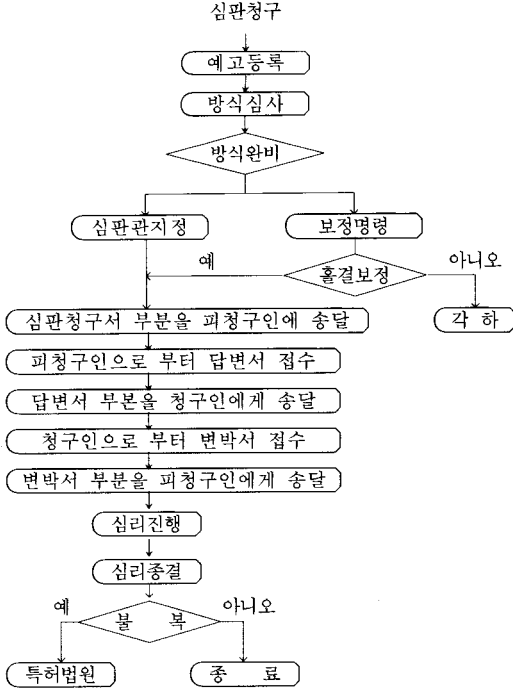 심판청구
예고등록
방식심사
방식완비
심판관지정
보정명령
예
흠결보정
아니오
심판청구서 부분을 피청구인에 송달
각 하
피청구인으로 부터 답변서 접수
답변서 부본을 청구인에게 송달
청구인으로 부터 변박서 접수
변박서 부분을 피청구인에게 송달
심리진행
심리종결
예
불 복
아니오
특허법원
종 료